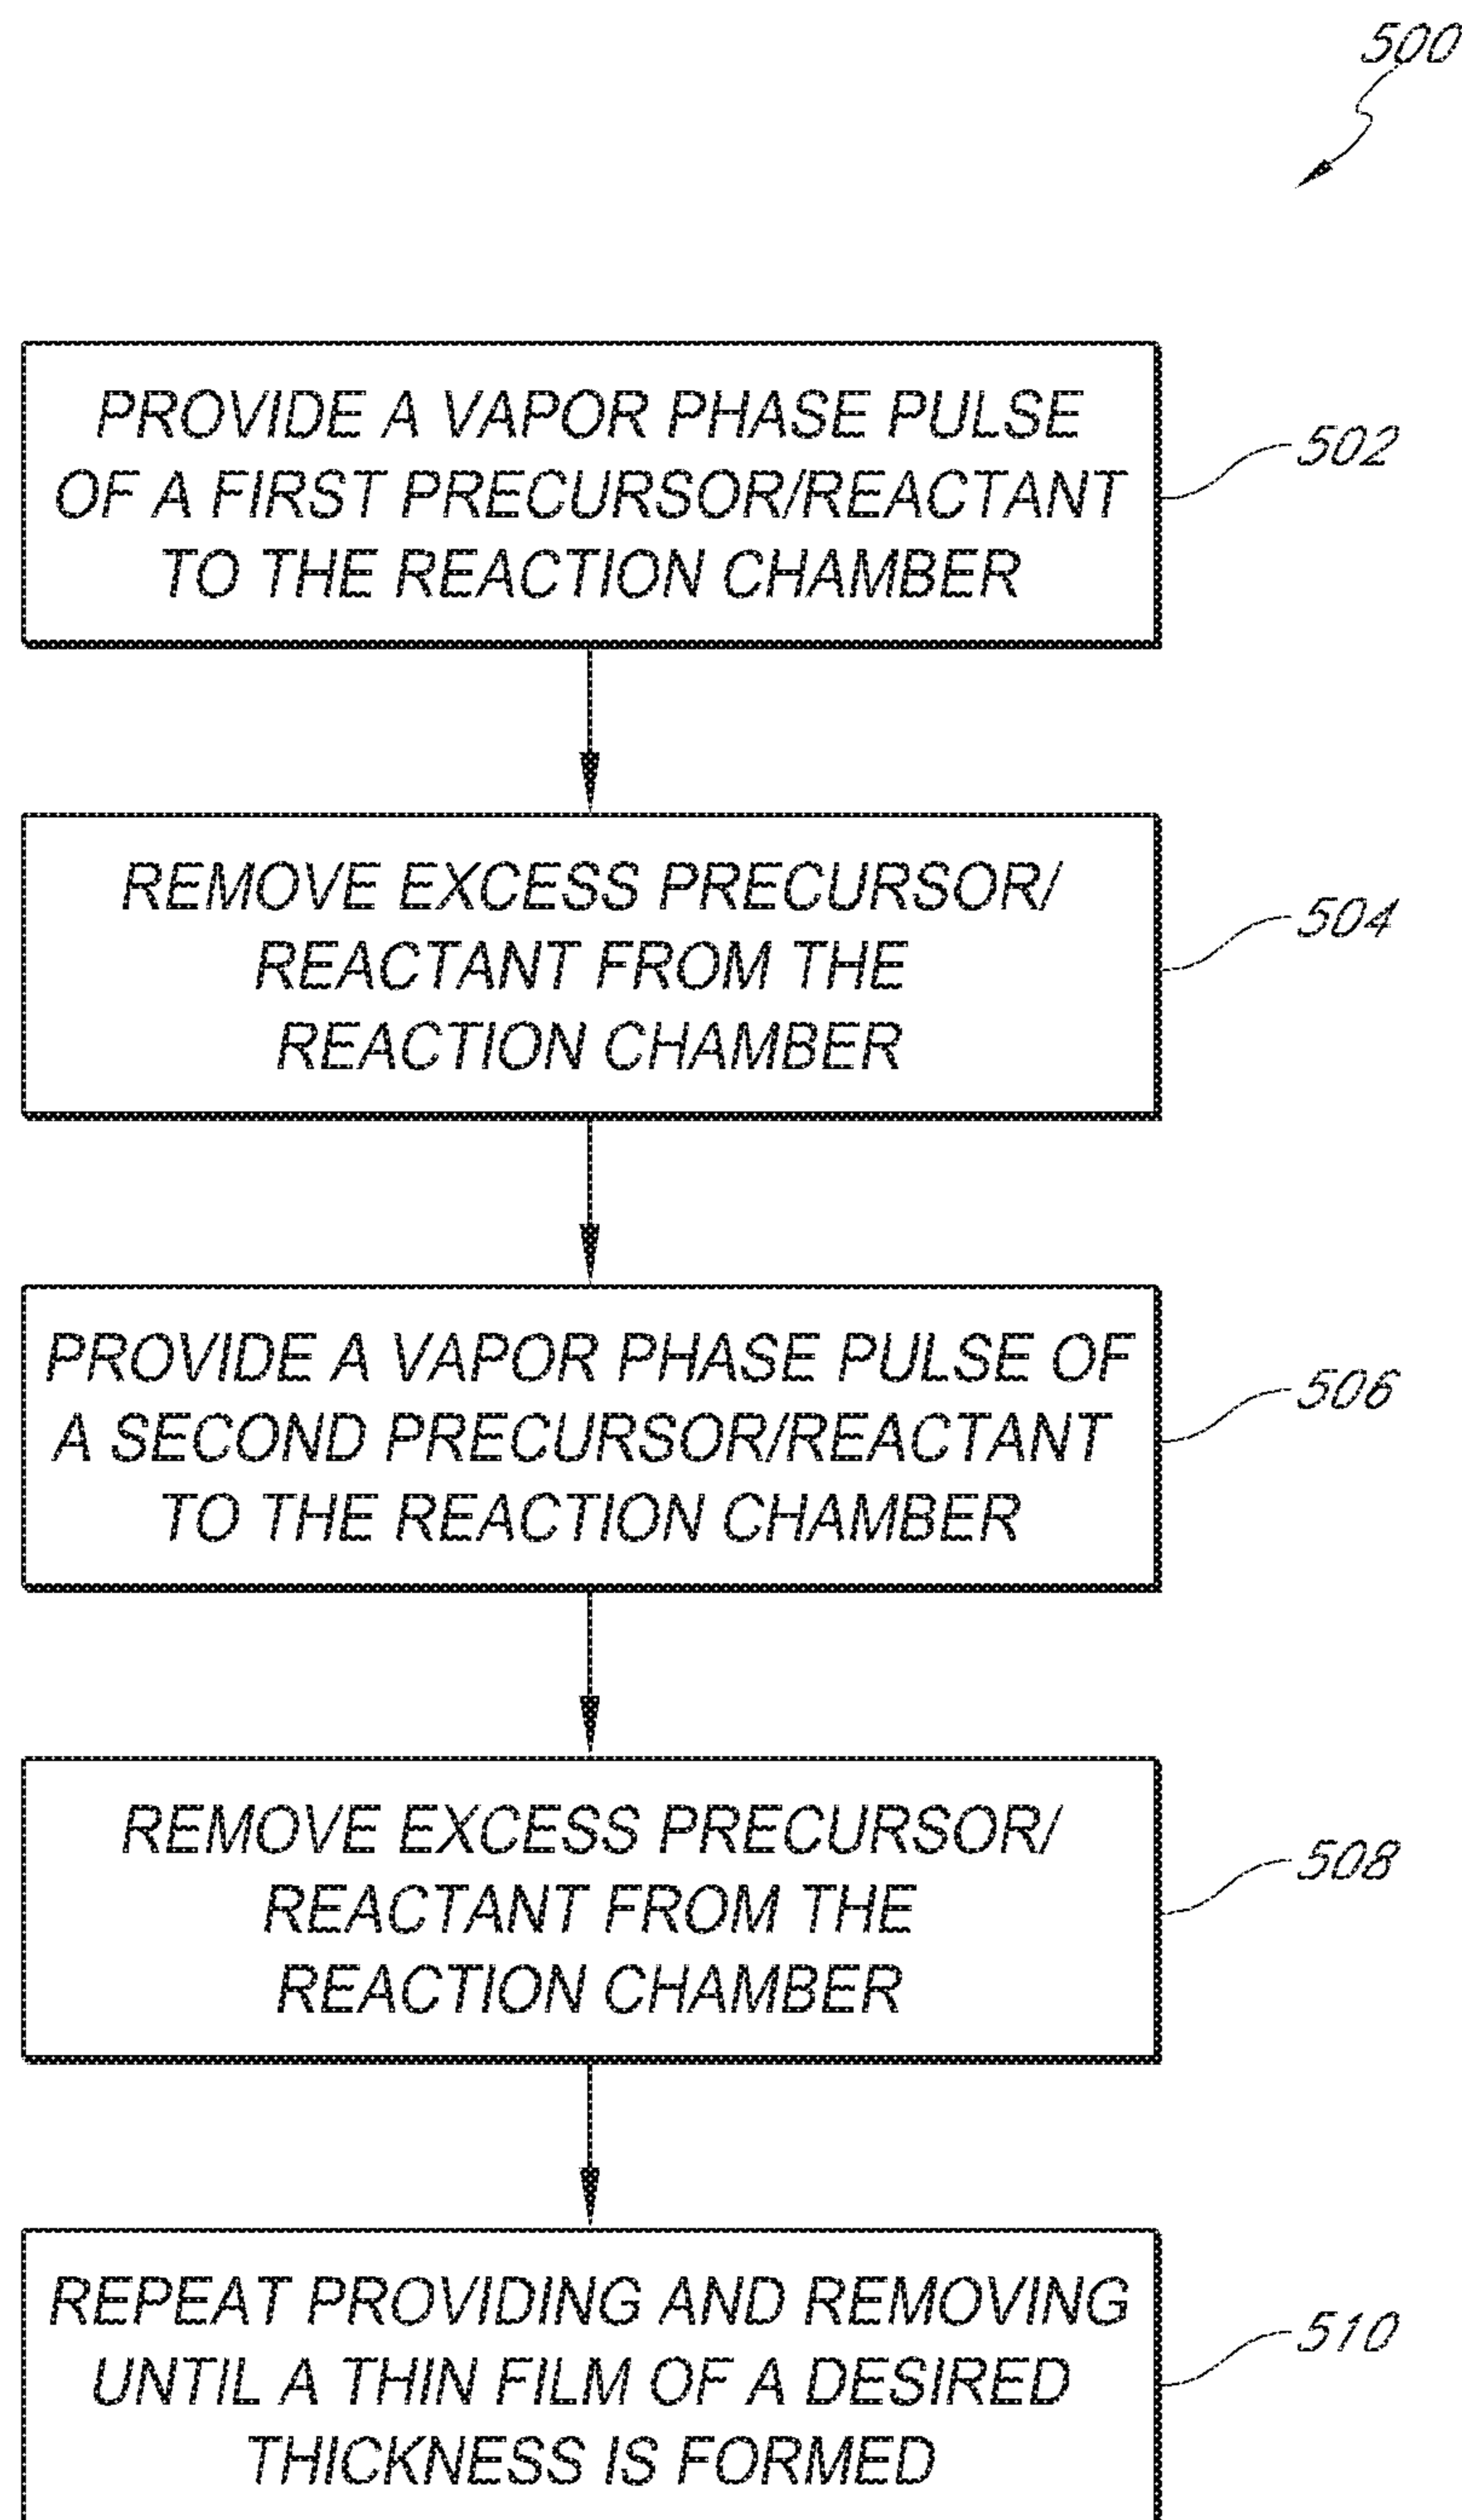 500
PROVIDE A VAPOR PHASE PULSE
OF A FIRST PRECURSOR/REACTANT
TO THE REACTION CHAMBER
502
REMOVE EXCESS PRECURSOR/
REACTANT FROM THE
REACTION CHAMBER
504
PROVIDE A VAPOR PHASE PULSE OF
A SECOND PRECURSOR/REACTANT
TO THE REACTION CHAMBER
506
REMOVE EXCESS PRECURSOR/
REACTANT FROM THE
REACTION CHAMBER
508
REPEAT PROVIDING AND REMOVING
UNTIL A THIN FILM OF A DESIRED
THICKNESS IS FORMED
510